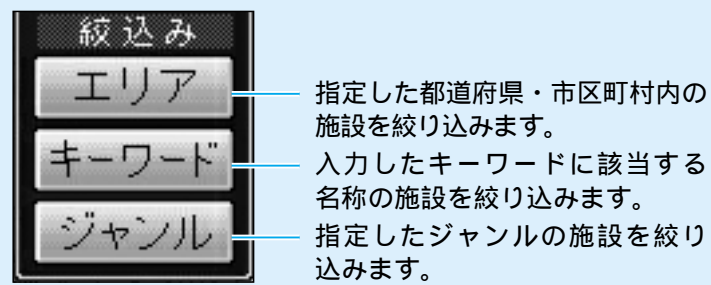 絞込み
エリア
キーワード
ジャンル
指定した都道府県・市区町村内の
施設を絞り込みます。
入力したキーワードに該当する
名称の施設を絞り込みます。
指定したジャンルの施設を絞り
込みます。